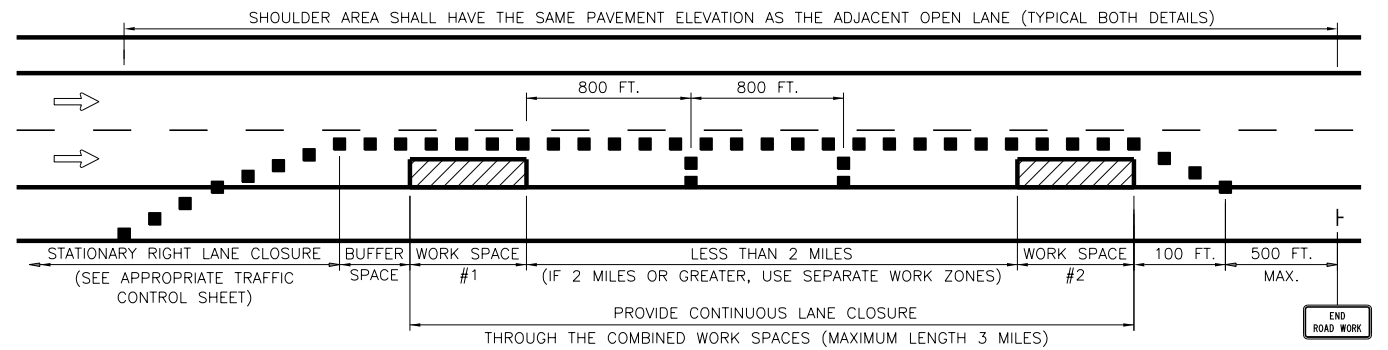 SHOULDER AREA SHALL HAVE THE SAME PAVEMENT ELEVATION AS THE ADJACENT OPEN LANE (TYPICAL BOTH DETAILS)
800 FT.
800 FT.
STATIONARY RIGHT LANE CLOSURE
(SEE APPROPRIATE TRAFFIC
CONTROL SHEET)
BUFFER
SPACE
WORK SPACE
#1
LESS THAN 2 MILES
(IF 2 MILES OR GREATER, USE SEPARATE WORK ZONES)
WORK SPACE
#2
100 FT.
500 FT.
MAX.
PROVIDE CONTINUOUS LANE CLOSURE
THROUGH THE COMBINED WORK SPACES (MAXIMUM LENGTH 3 MILES)
END
ROAD WORK